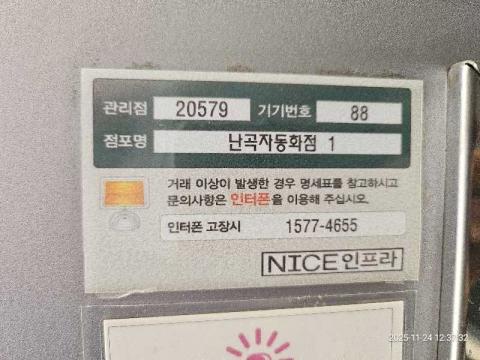 관리점 20579 기기번호 88
점포명 난곡자동화점 1
거래 이상이 발생한 경우 명세표를 참고하시고
문의사항은 인터폰을 이용해 주십시오.
인터폰 고장시 1577-4655
NICE인프라
2025-11-24 12:37:32